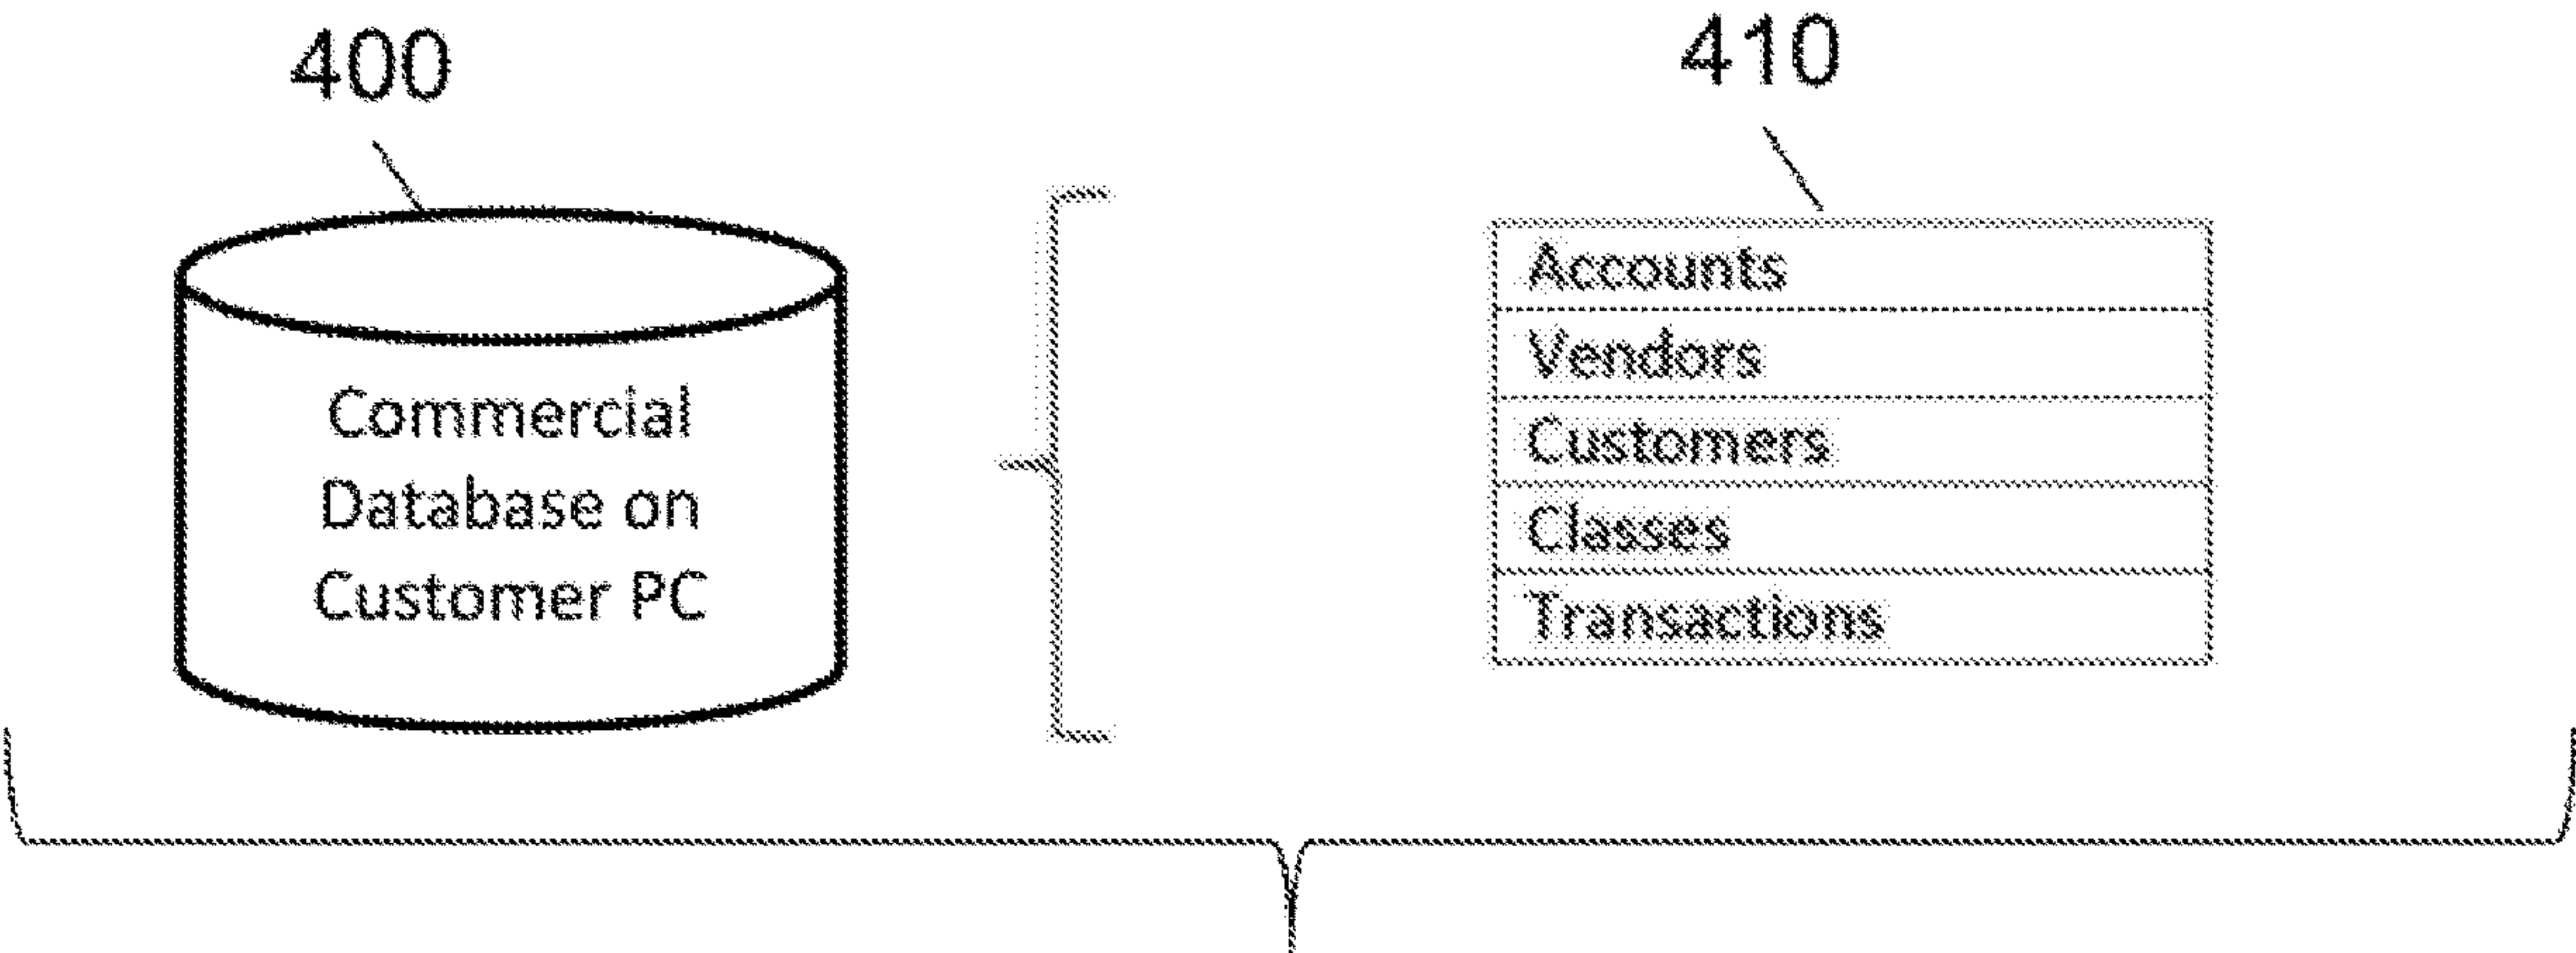 400
410
Commercial
Database on
Customer PC
Accounts
Vendors
Customers
Classes
Transactions